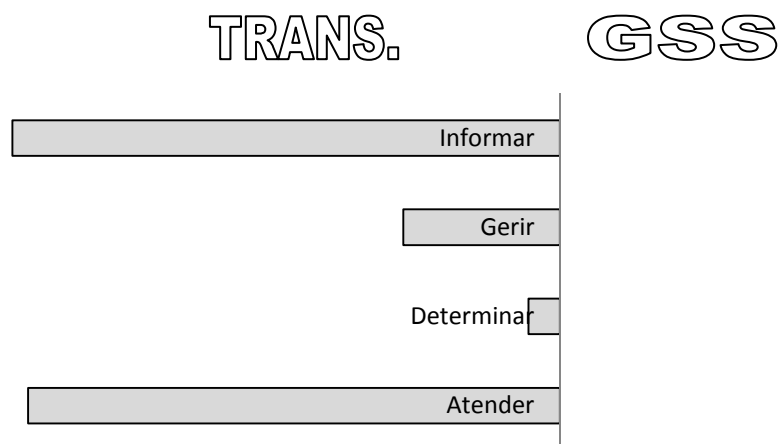 TRANS. GSS
Informar
Gerir
Determinar
Atender